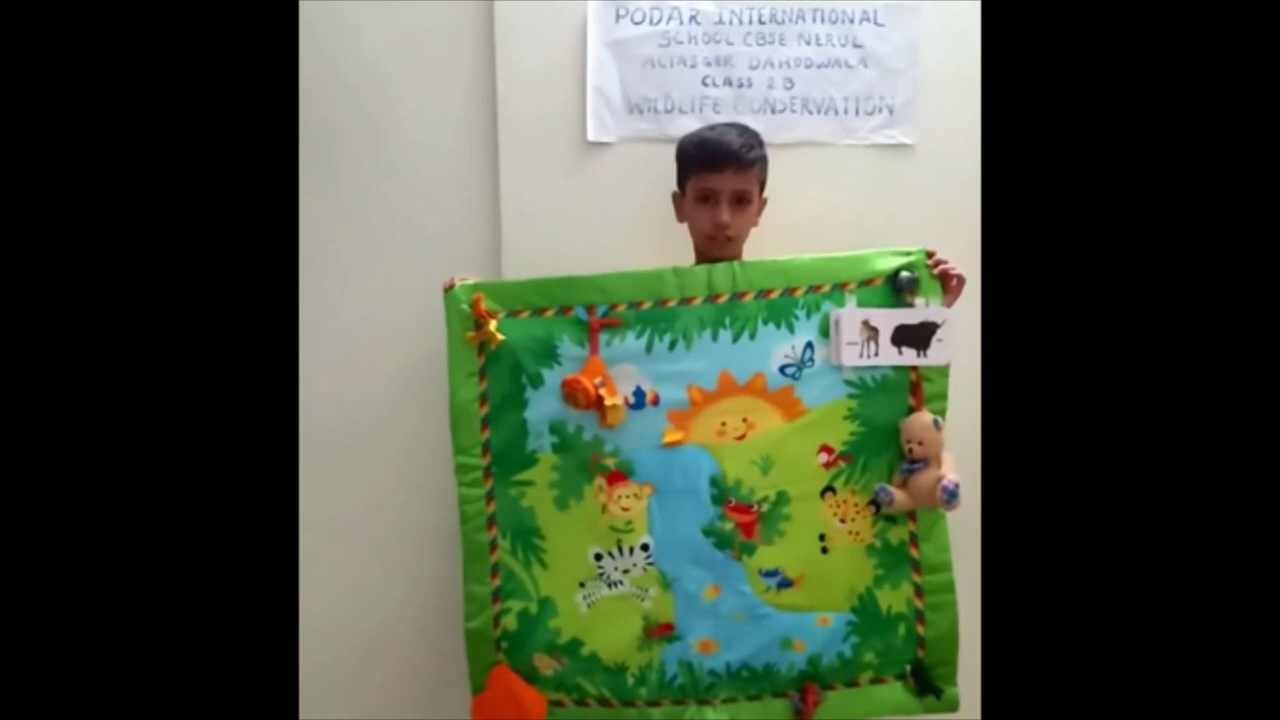 PODAR INTERNATIONAL
SCHOOL CBSE NERUL
ALIASGER DAHODWALA
CLASS 2B
WILDLIFE CONSERVATION